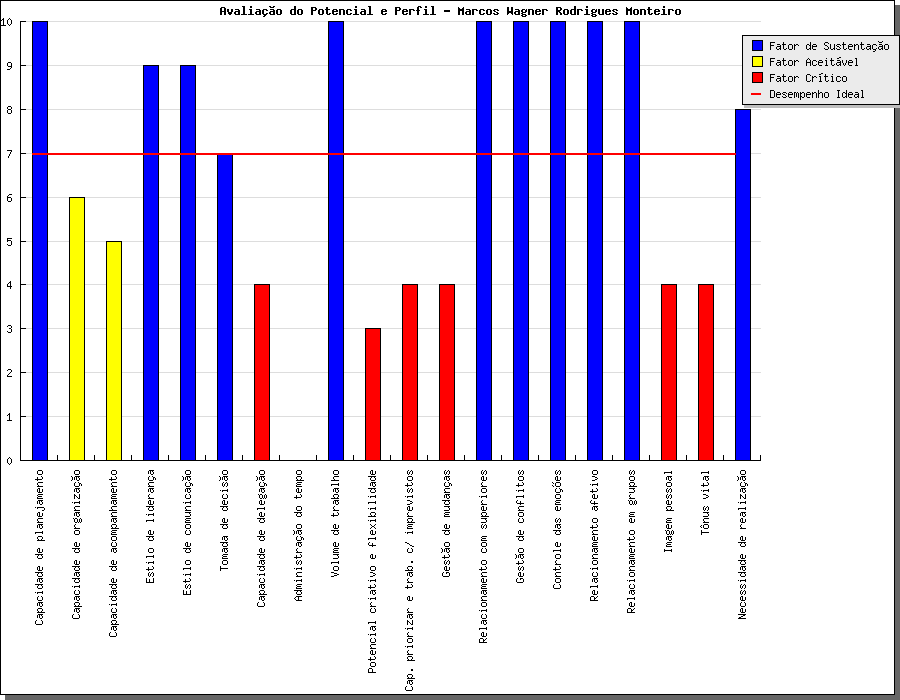 Avaliação do Potencial e Perfil - Marcos Wagner Rodrigues Monteiro
Fator de Sustentação
Fator Aceitável
Fator Crítico
Desempenho Ideal
10
9
8
7
6
5
4
3
2
1
0
Capacidade de planejamento
Capacidade de organização
Capacidade de acompanhamento
Estilo de liderança
Estilo de comunicação
Tomada de decisão
Capacidade de delegação
Administração do tempo
Volume de trabalho
Potencial criativo e flexibilidade
Cap. priorizar e trab. c/ imprevistos
Gestão de mudanças
Relacionamento com superiores
Gestão de conflitos
Controle das emoções
Relacionamento afetivo
Relacionamento em grupos
Imagem pessoal
Tônus vital
Necessidade de realização